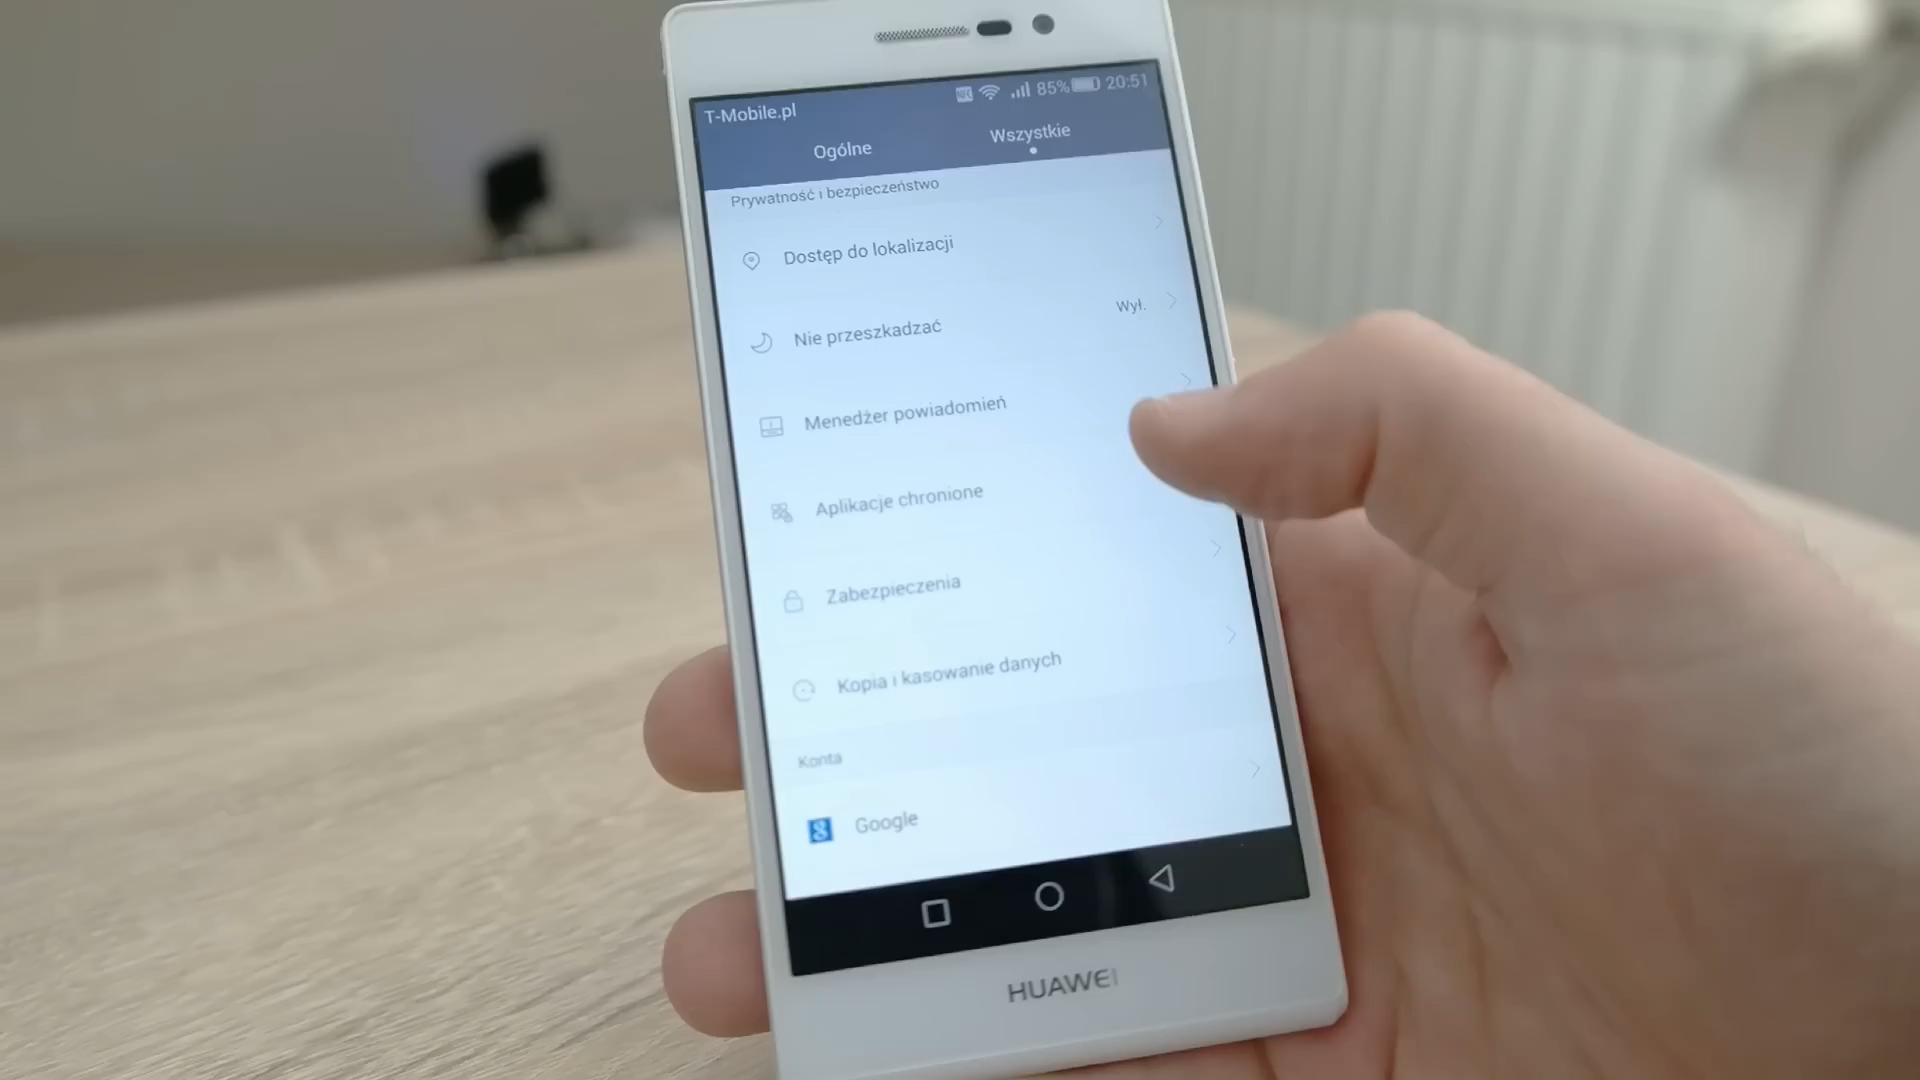 T-Mobile.pl
85% 20:51
Ogólne
Wszystkie
Prywatność i bezpieczeństwo
Dostęp do lokalizacji
Nie przeszkadzać
Wył.
Menedżer powiadomień
Aplikacje chronione
Zabezpieczenia
Kopia i kasowanie danych
Konta
Google
HUAWEI